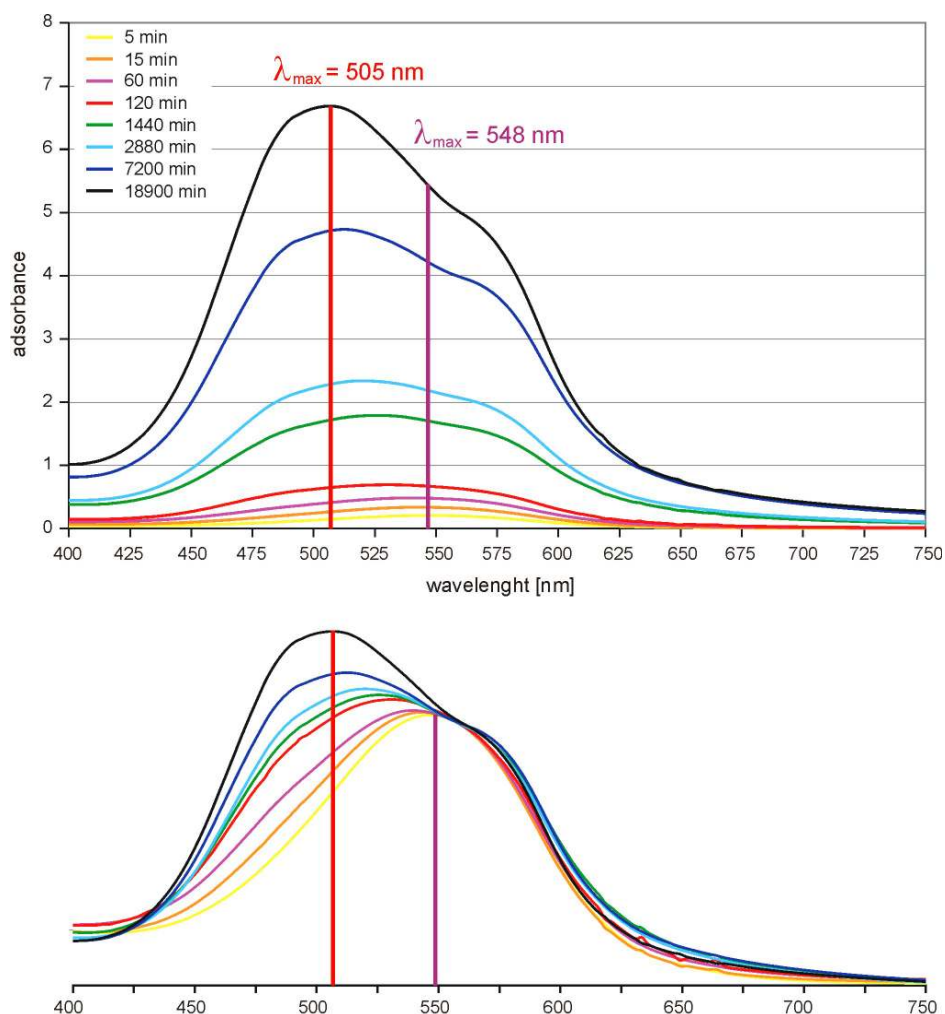 8
7
6
5
4
3
2
1
0
adsorbance
5 min
15 min
60 min
120 min
1440 min
2880 min
7200 min
18900 min
λmax = 505 nm
λmax = 548 nm
400 425 450 475 500 525 550 575 600 625 650 675 700 725 750
wavelenght [nm]
400 450 500 550 600 650 700 750